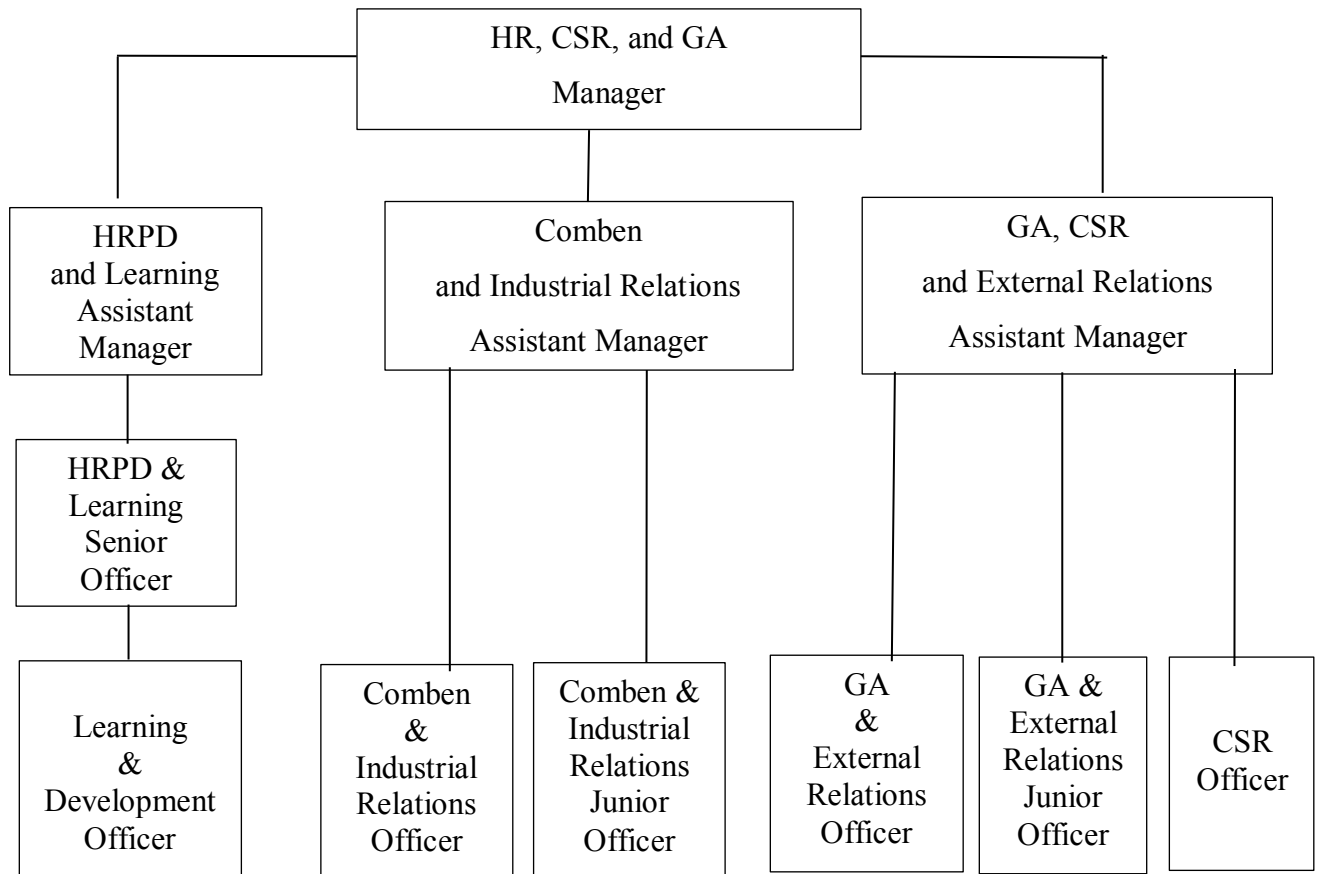 HR, CSR, and GA
Manager
HRPD
and Learning
Assistant
Manager
Comben
and Industrial Relations
Assistant Manager
GA, CSR
and External Relations
Assistant Manager
HRPD &
Learning
Senior
Officer
Learning
&
Development
Officer
Comben
&
Industrial
Relations
Officer
Comben &
Industrial
Relations
Junior
Officer
GA
&
External
Relations
Officer
GA &
External
Relations
Junior
Officer
CSR
Officer